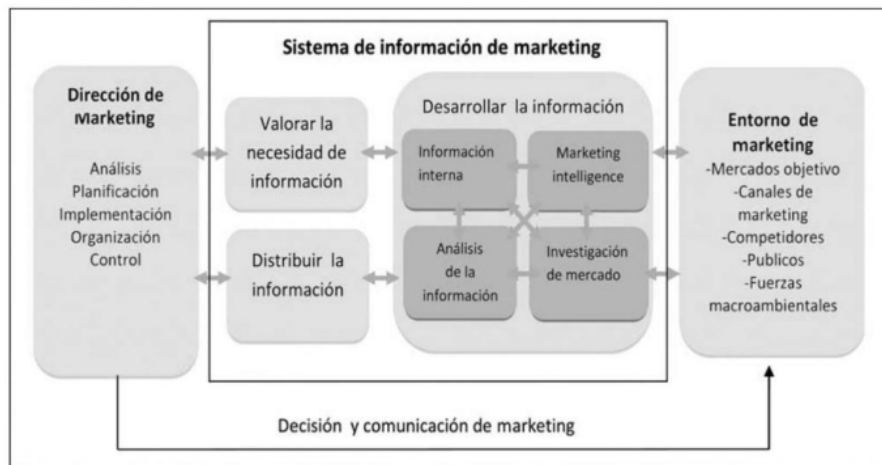 Sistema de información de marketing
Dirección de
Marketing
Análisis
Planificación
Implementación
Organización
Control
Valorar la
necesidad de
información
Distribuir la
información
Desarrollar la información
Información
interna
Marketing
intelligence
Análisis
de la
información
Investigación
de mercado
Entorno de
marketing
-Mercados objetivo
-Canales de
marketing
-Competidores
-Publicos
-Fuerzas
macroambientales
Decisión y comunicación de marketing